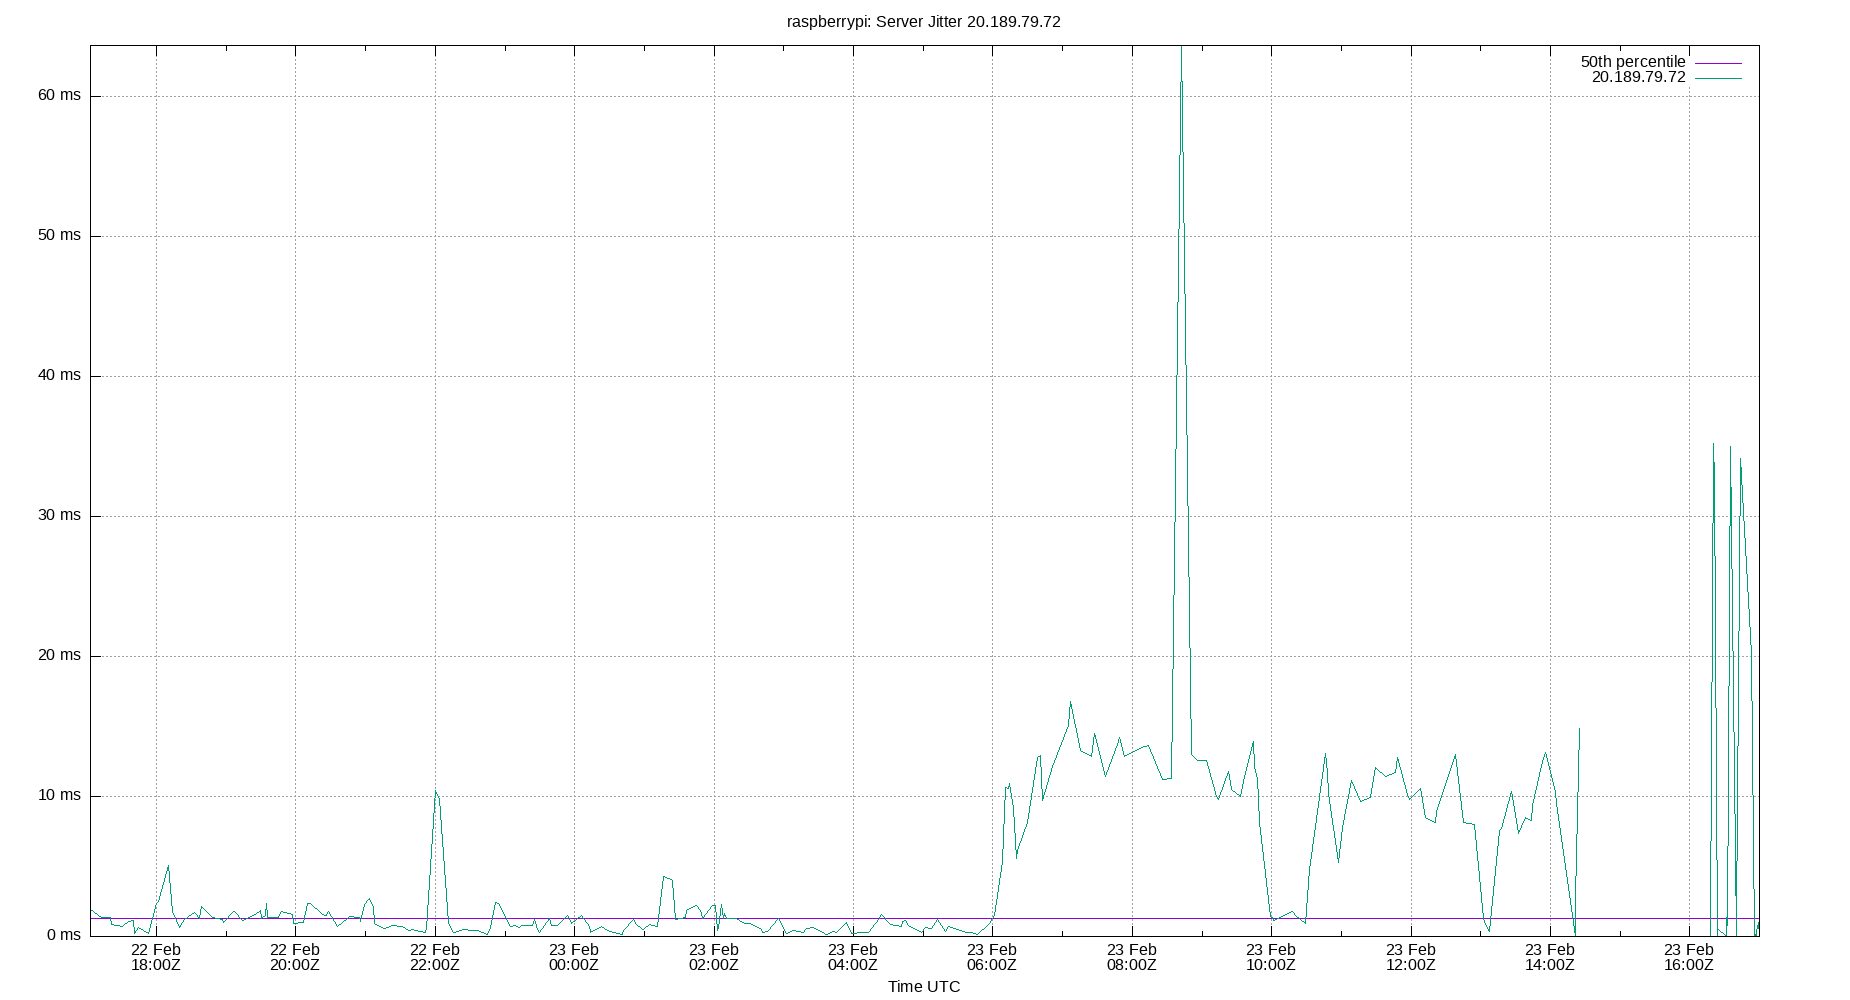 raspberrypi: Server Jitter 20.189.79.72
50th percentile
20.189.79.72
60 ms
50 ms
40 ms
30 ms
20 ms
10 ms
0 ms
22 Feb 22 Feb 22 Feb 23 Feb 23 Feb 23 Feb 23 Feb 23 Feb 23 Feb 23 Feb 23 Feb 23 Feb
18:00Z 20:00Z 22:00Z 00:00Z 02:00Z 04:00Z 06:00Z 08:00Z 10:00Z 12:00Z 14:00Z 16:00Z
Time UTC